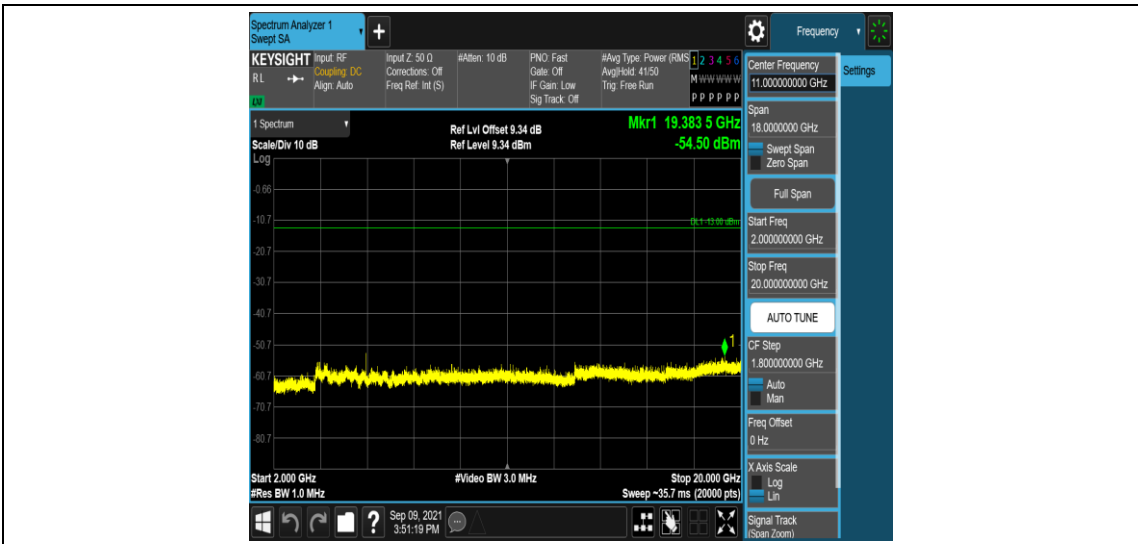 Spectrum Analyzer 1
Swept SA
+
Frequency
KEYSIGHT
RL
LXI
Input: RF
Coupling: DC
Align: Auto
Input Z: 50 Ω
Corrections: Off
Freq Ref: Int (S)
#Atten: 10 dB
PNO: Fast
Gate: Off
IF Gain: Low
Sig Track: Off
#Avg Type: Power (RMS
Avg|Hold: 41/50
Trig: Free Run
1 2 3 4 5 6
M W W W W W
P P P P P P
Center Frequency
11.000000000 GHz
Settings
Span
18.0000000 GHz
Swept Span
Zero Span
Full Span
Start Freq
2.000000000 GHz
Stop Freq
20.000000000 GHz
AUTO TUNE
CF Step
1.800000000 GHz
Auto
Man
Freq Offset
0 Hz
X Axis Scale
Log
Lin
Signal Track
(Span Zoom)
1 Spectrum
Scale/Div 10 dB
Ref Lvl Offset 9.34 dB
Ref Level 9.34 dBm
Mkr1 19.383 5 GHz
-54.50 dBm
Log
-0.66
-10.7
DL1 -13.00 dBm
-20.7
-30.7
-40.7
-50.7
1
-60.7
-70.7
-80.7
Start 2.000 GHz
#Res BW 1.0 MHz
#Video BW 3.0 MHz
Stop 20.000 GHz
Sweep ~35.7 ms (20000 pts)
?
Sep 09, 2021
3:51:19 PM